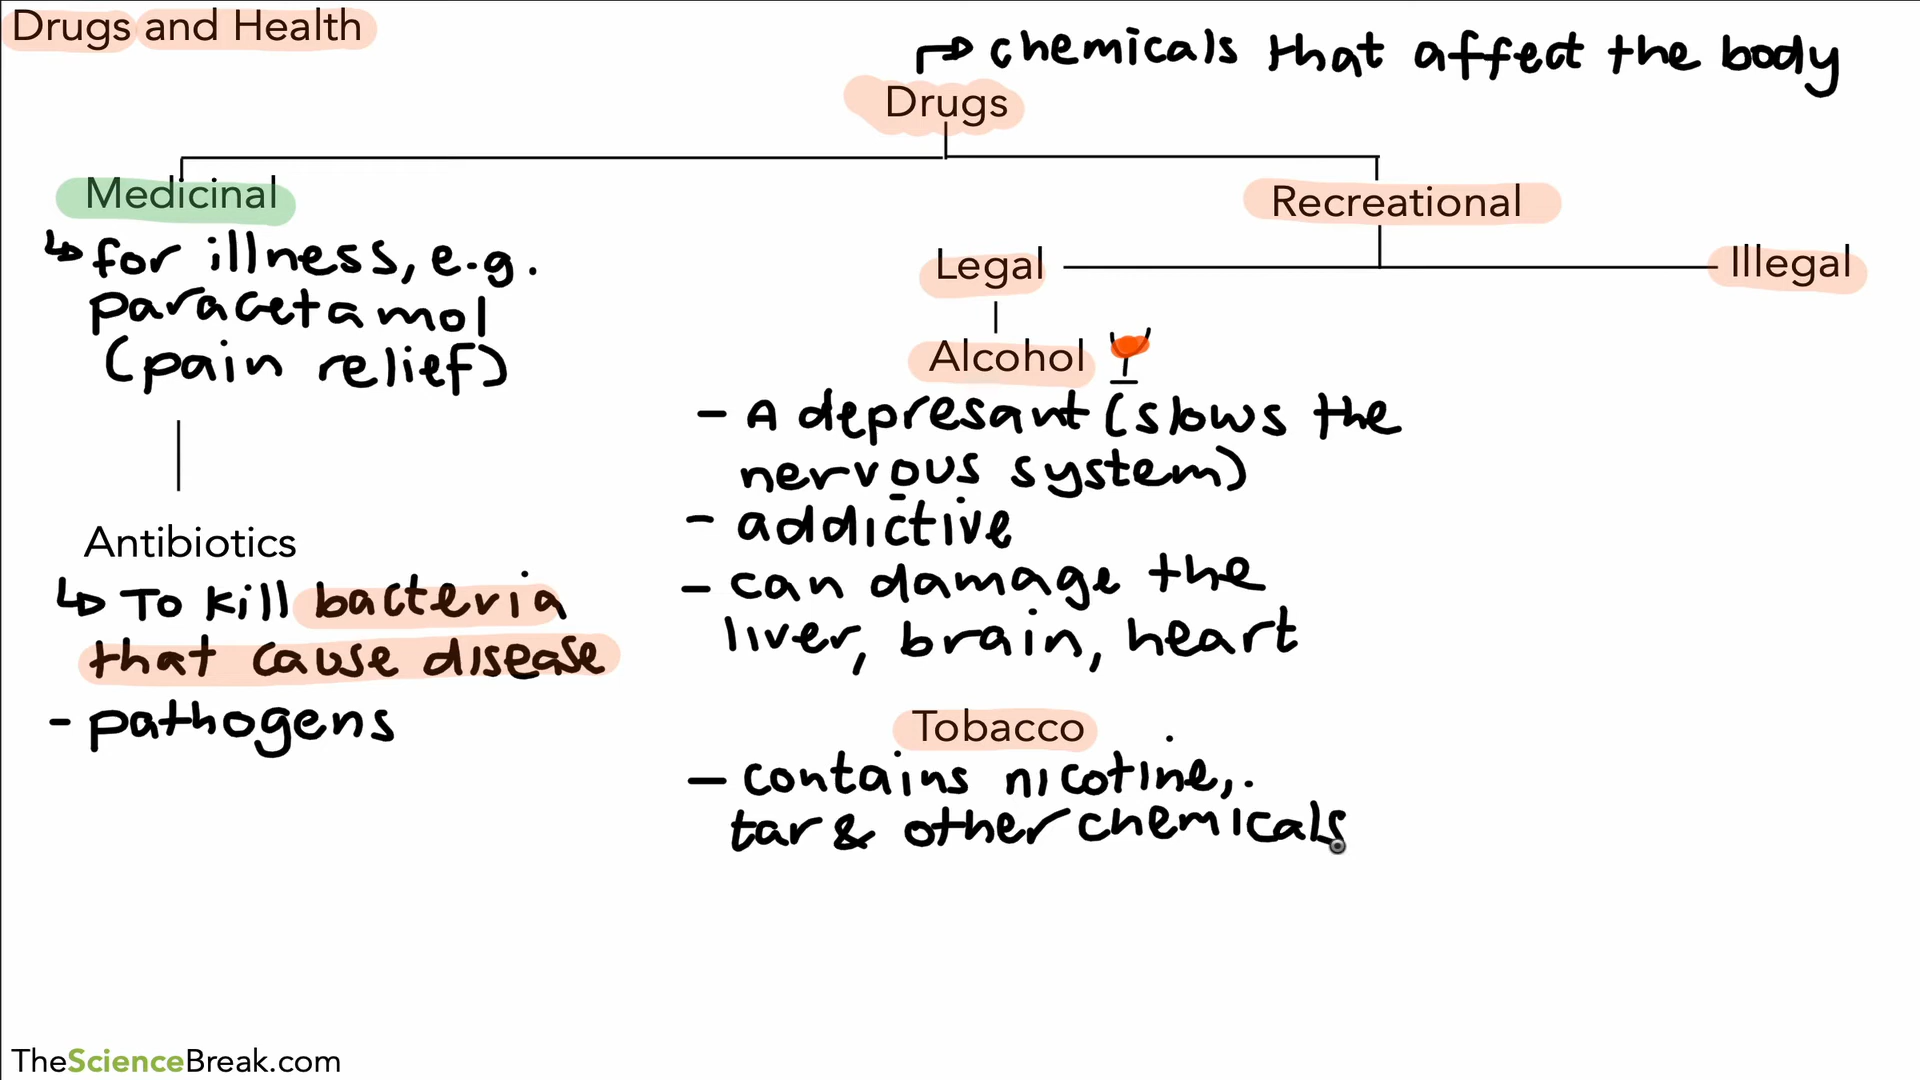 Drugs and Health
chemicals that affect the body
Drugs
Medicinal
for illness, e.g.
paracetamol
(pain relief)
Antibiotics
To kill bacteria
that cause disease
- pathogens
Recreational
Legal
Illegal
Alcohol
- A depresant (slows the
nervous system)
- addictive
- can damage the
liver, brain, heart
Tobacco
- contains nicotine,.
tar & other chemicals
TheScienceBreak.com